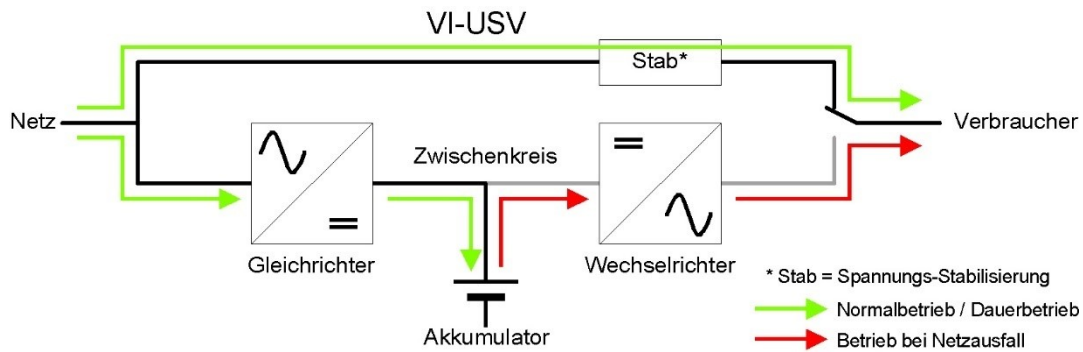 VI-USV
Stab*
Netz
Verbraucher
Zwischenkreis
Gleichrichter
Wechselrichter
* Stab = Spannungs-Stabilisierung
Normalbetrieb / Dauerbetrieb
Akkumulator
Betrieb bei Netzausfall